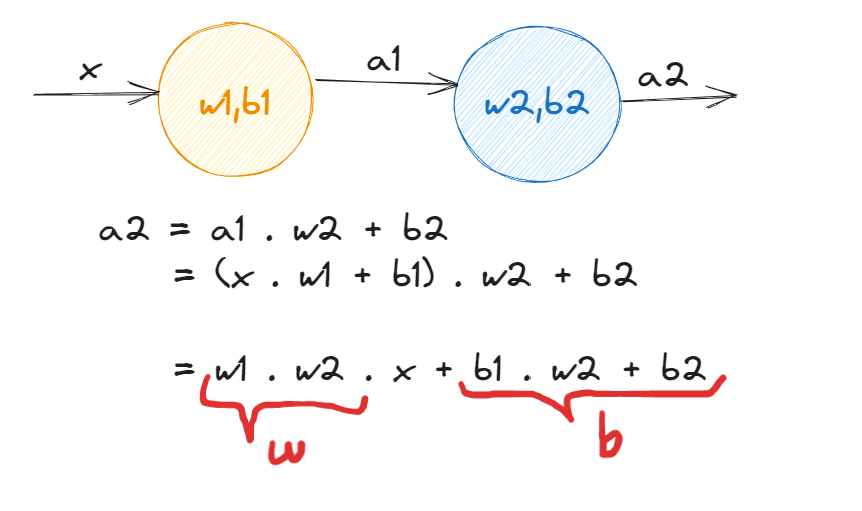 x a1 a2
w1,b1 w2,b2
a2 = a1 . w2 + b2
= (x . w1 + b1) . w2 + b2
= w1 . w2 . x + b1 . w2 + b2
w b